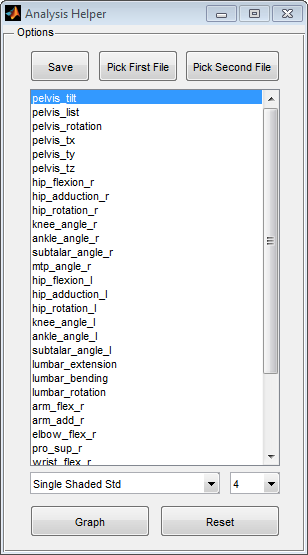 Analysis Helper
Options
Save
Pick First File
Pick Second File
pelvis_tilt
pelvis_list
pelvis_rotation
pelvis_tx
pelvis_ty
pelvis_tz
hip_flexion_r
hip_adduction_r
hip_rotation_r
knee_angle_r
ankle_angle_r
subtalar_angle_r
mtp_angle_r
hip_flexion_l
hip_adduction_l
hip_rotation_l
knee_angle_l
ankle_angle_l
subtalar_angle_l
lumbar_extension
lumbar_bending
lumbar_rotation
arm_flex_r
arm_add_r
elbow_flex_r
pro_sup_r
wrist_flex_r
Single Shaded Std
4
Graph
Reset